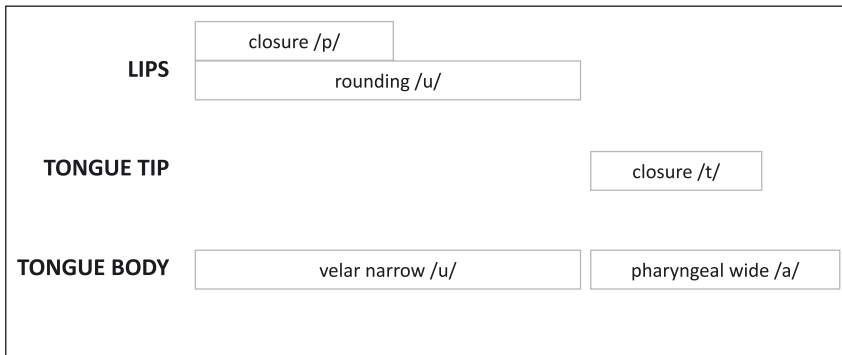 closure /p/
LIPS
rounding /u/
TONGUE TIP closure /t/
TONGUE BODY velar narrow /u/ pharyngeal wide /a/